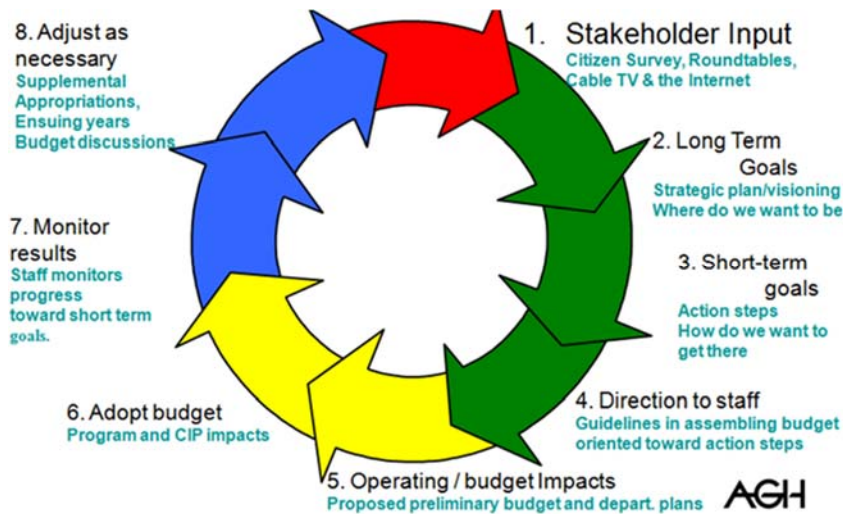 1. Stakeholder Input
Citizen Survey, Roundtables,
Cable TV & the Internet
2. Long Term
Goals
Strategic plan/visioning
Where do we want to be
3. Short-term
goals
Action steps
How do we want to
get there
4. Direction to staff
Guidelines in assembling budget
oriented toward action steps
5. Operating / budget Impacts
Proposed preliminary budget and depart. plans
6. Adopt budget
Program and CIP impacts
7. Monitor
results
Staff monitors
progress
toward short term
goals.
8. Adjust as
necessary
Supplemental
Appropriations,
Ensuing years
Budget discussions
AGH